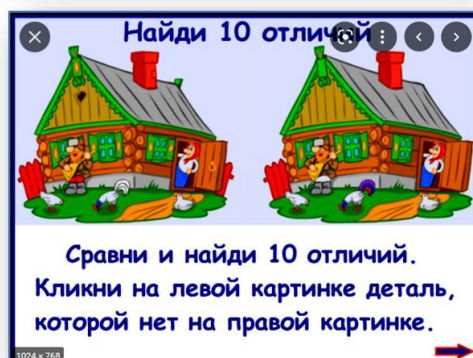 Найди 10 отличий
Сравни и найди 10 отличий.
Кликни на левой картинке деталь,
которой нет на правой картинке.
1024 x 768